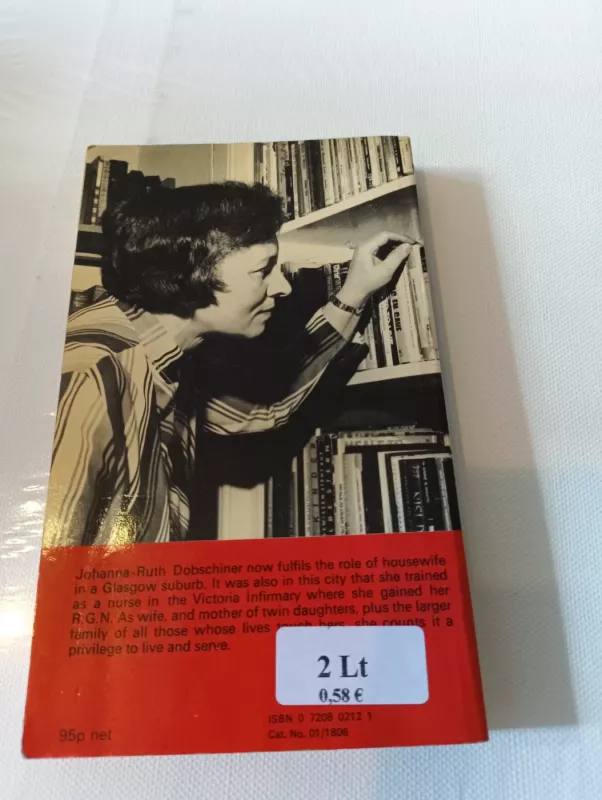 Johanna-Ruth Dobschiner now fulfils the role of housewife
in a Glasgow suburb. It was also in this city that she trained
as a nurse in the Victoria Infirmary where she gained her
R.G.N. As wife, and mother of twin daughters, plus the larger
family of all those whose lives touch hers, she counts it a
privilege to live and serve.
2 Lt
0,58 €
ISBN 0 7208 0212 1
95p net
Cat. No. 01/1806